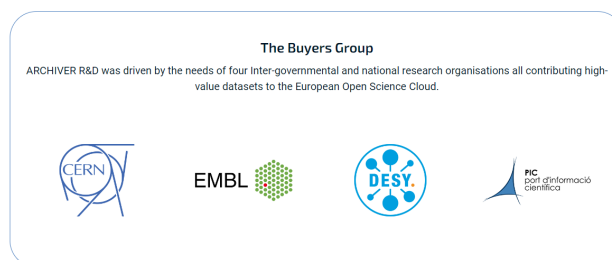 The Buyers Group
ARCHIVER R&D was driven by the needs of four Inter-governmental and national research organisations all contributing high-
value datasets to the European Open Science Cloud.
CERN
EMBL
DESY.
PIC
port d'informació
científica